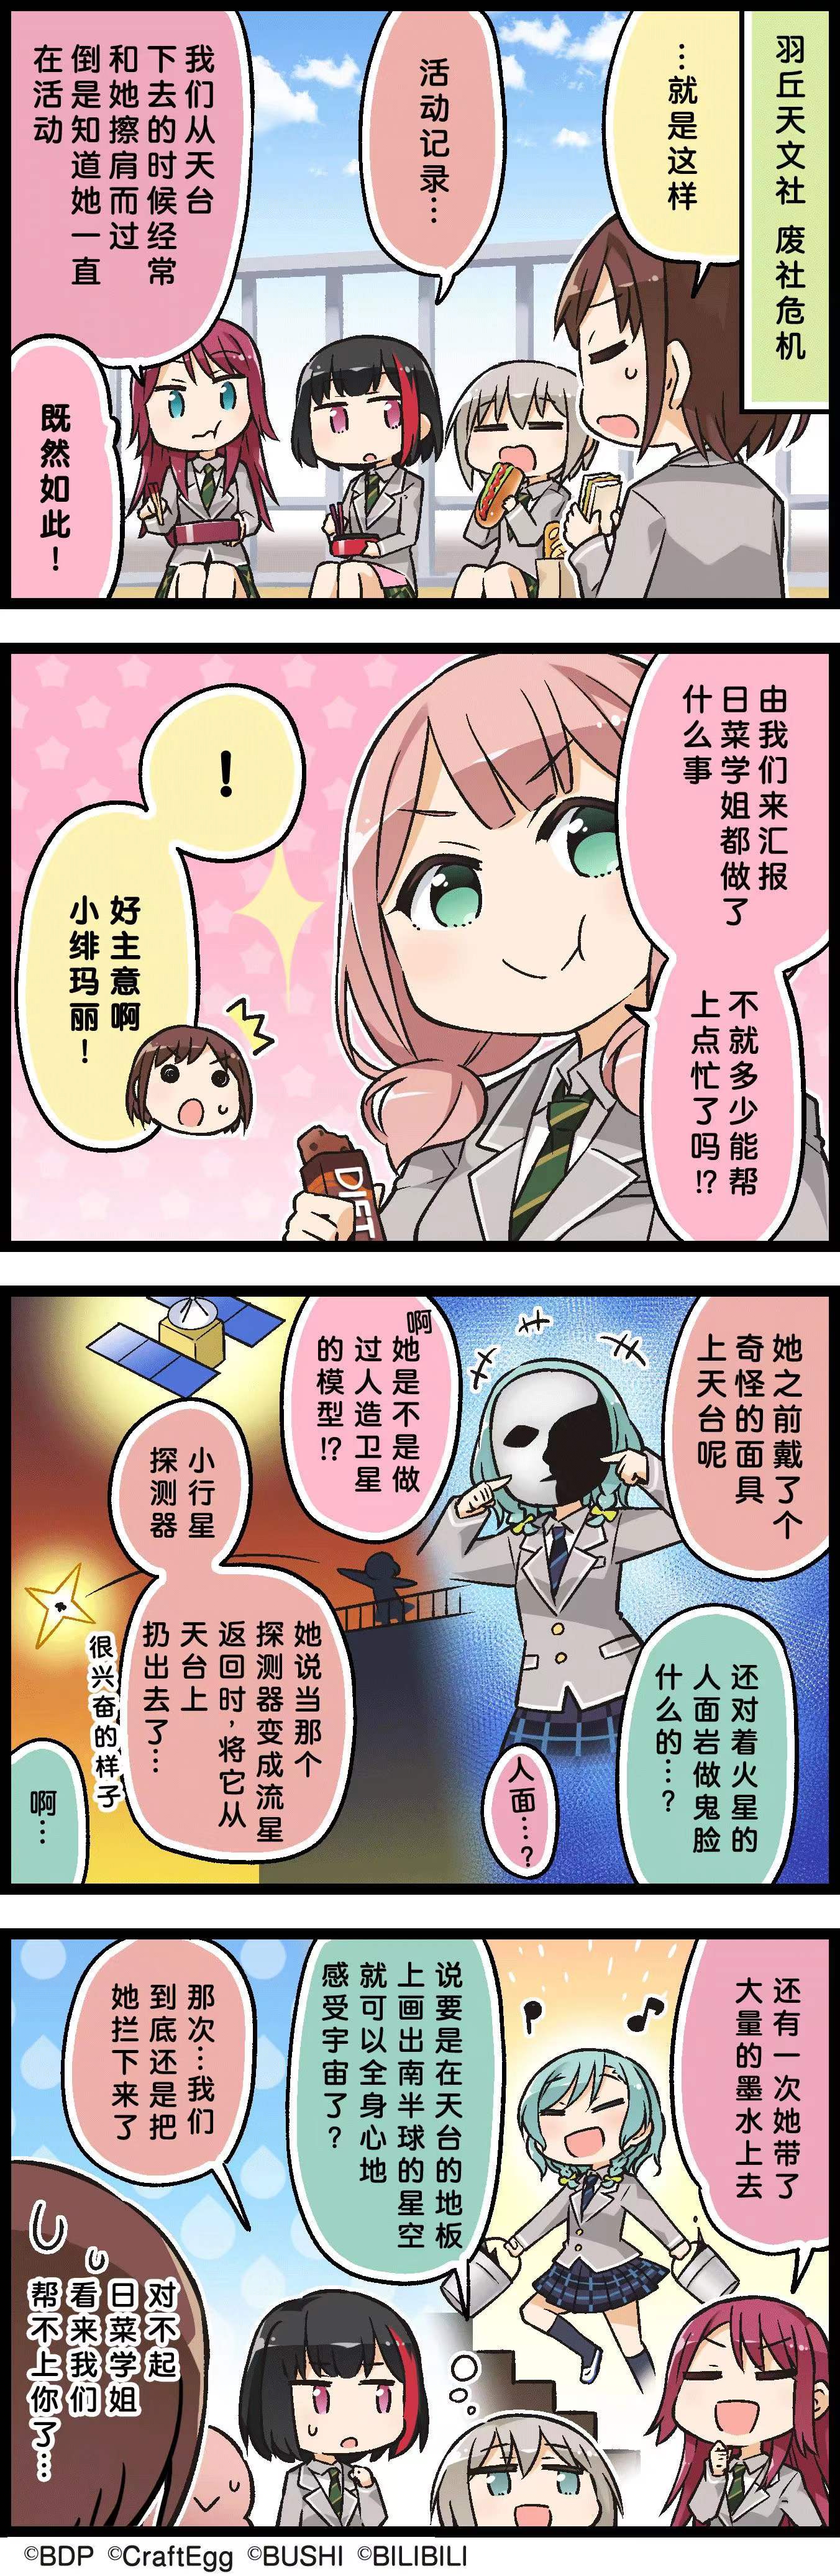 羽丘天文社 废社危机
…就是这样
活动记录…
我们从天台
下去的时候经常
和她擦肩而过
倒是知道她一直
在活动
既然如此！
由我们来汇报
日菜学姐都做了
什么事
不就多少能帮
上点忙了吗!?
！
好主意啊
小绯玛丽！
DIET
她之前戴了个
奇怪的面具
上天台呢
还对着火星的
人面岩做鬼脸
什么的…？
人面…？
啊
她是不是做
过人造卫星
的模型!?
小行星
探测器
她说当那个
探测器变成流星
返回时，将它从
天台上
扔出去了…
很兴奋的样子
啊…
还有一次她带了
大量的墨水上去
说要是在天台的地板
上画出南半球的星空
就可以全身心地
感受宇宙了？
那次…我们
到底还是把
她拦下来了
对不起
日菜学姐
看来我们
帮不上你了…
©BDP ©CraftEgg ©BUSHI ©BILIBILI